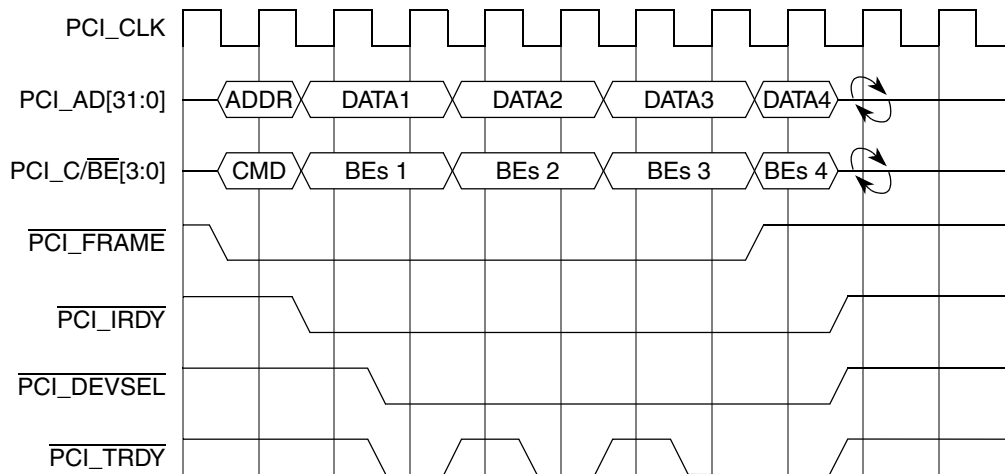 PCI_CLK
PCI_AD[31:0] ADDR DATA1 DATA2 DATA3 DATA4
PCI_C/BE[3:0] CMD BEs 1 BEs 2 BEs 3 BEs 4
PCI_FRAME
PCI_IRDY
PCI_DEVSEL
PCI_TRDY